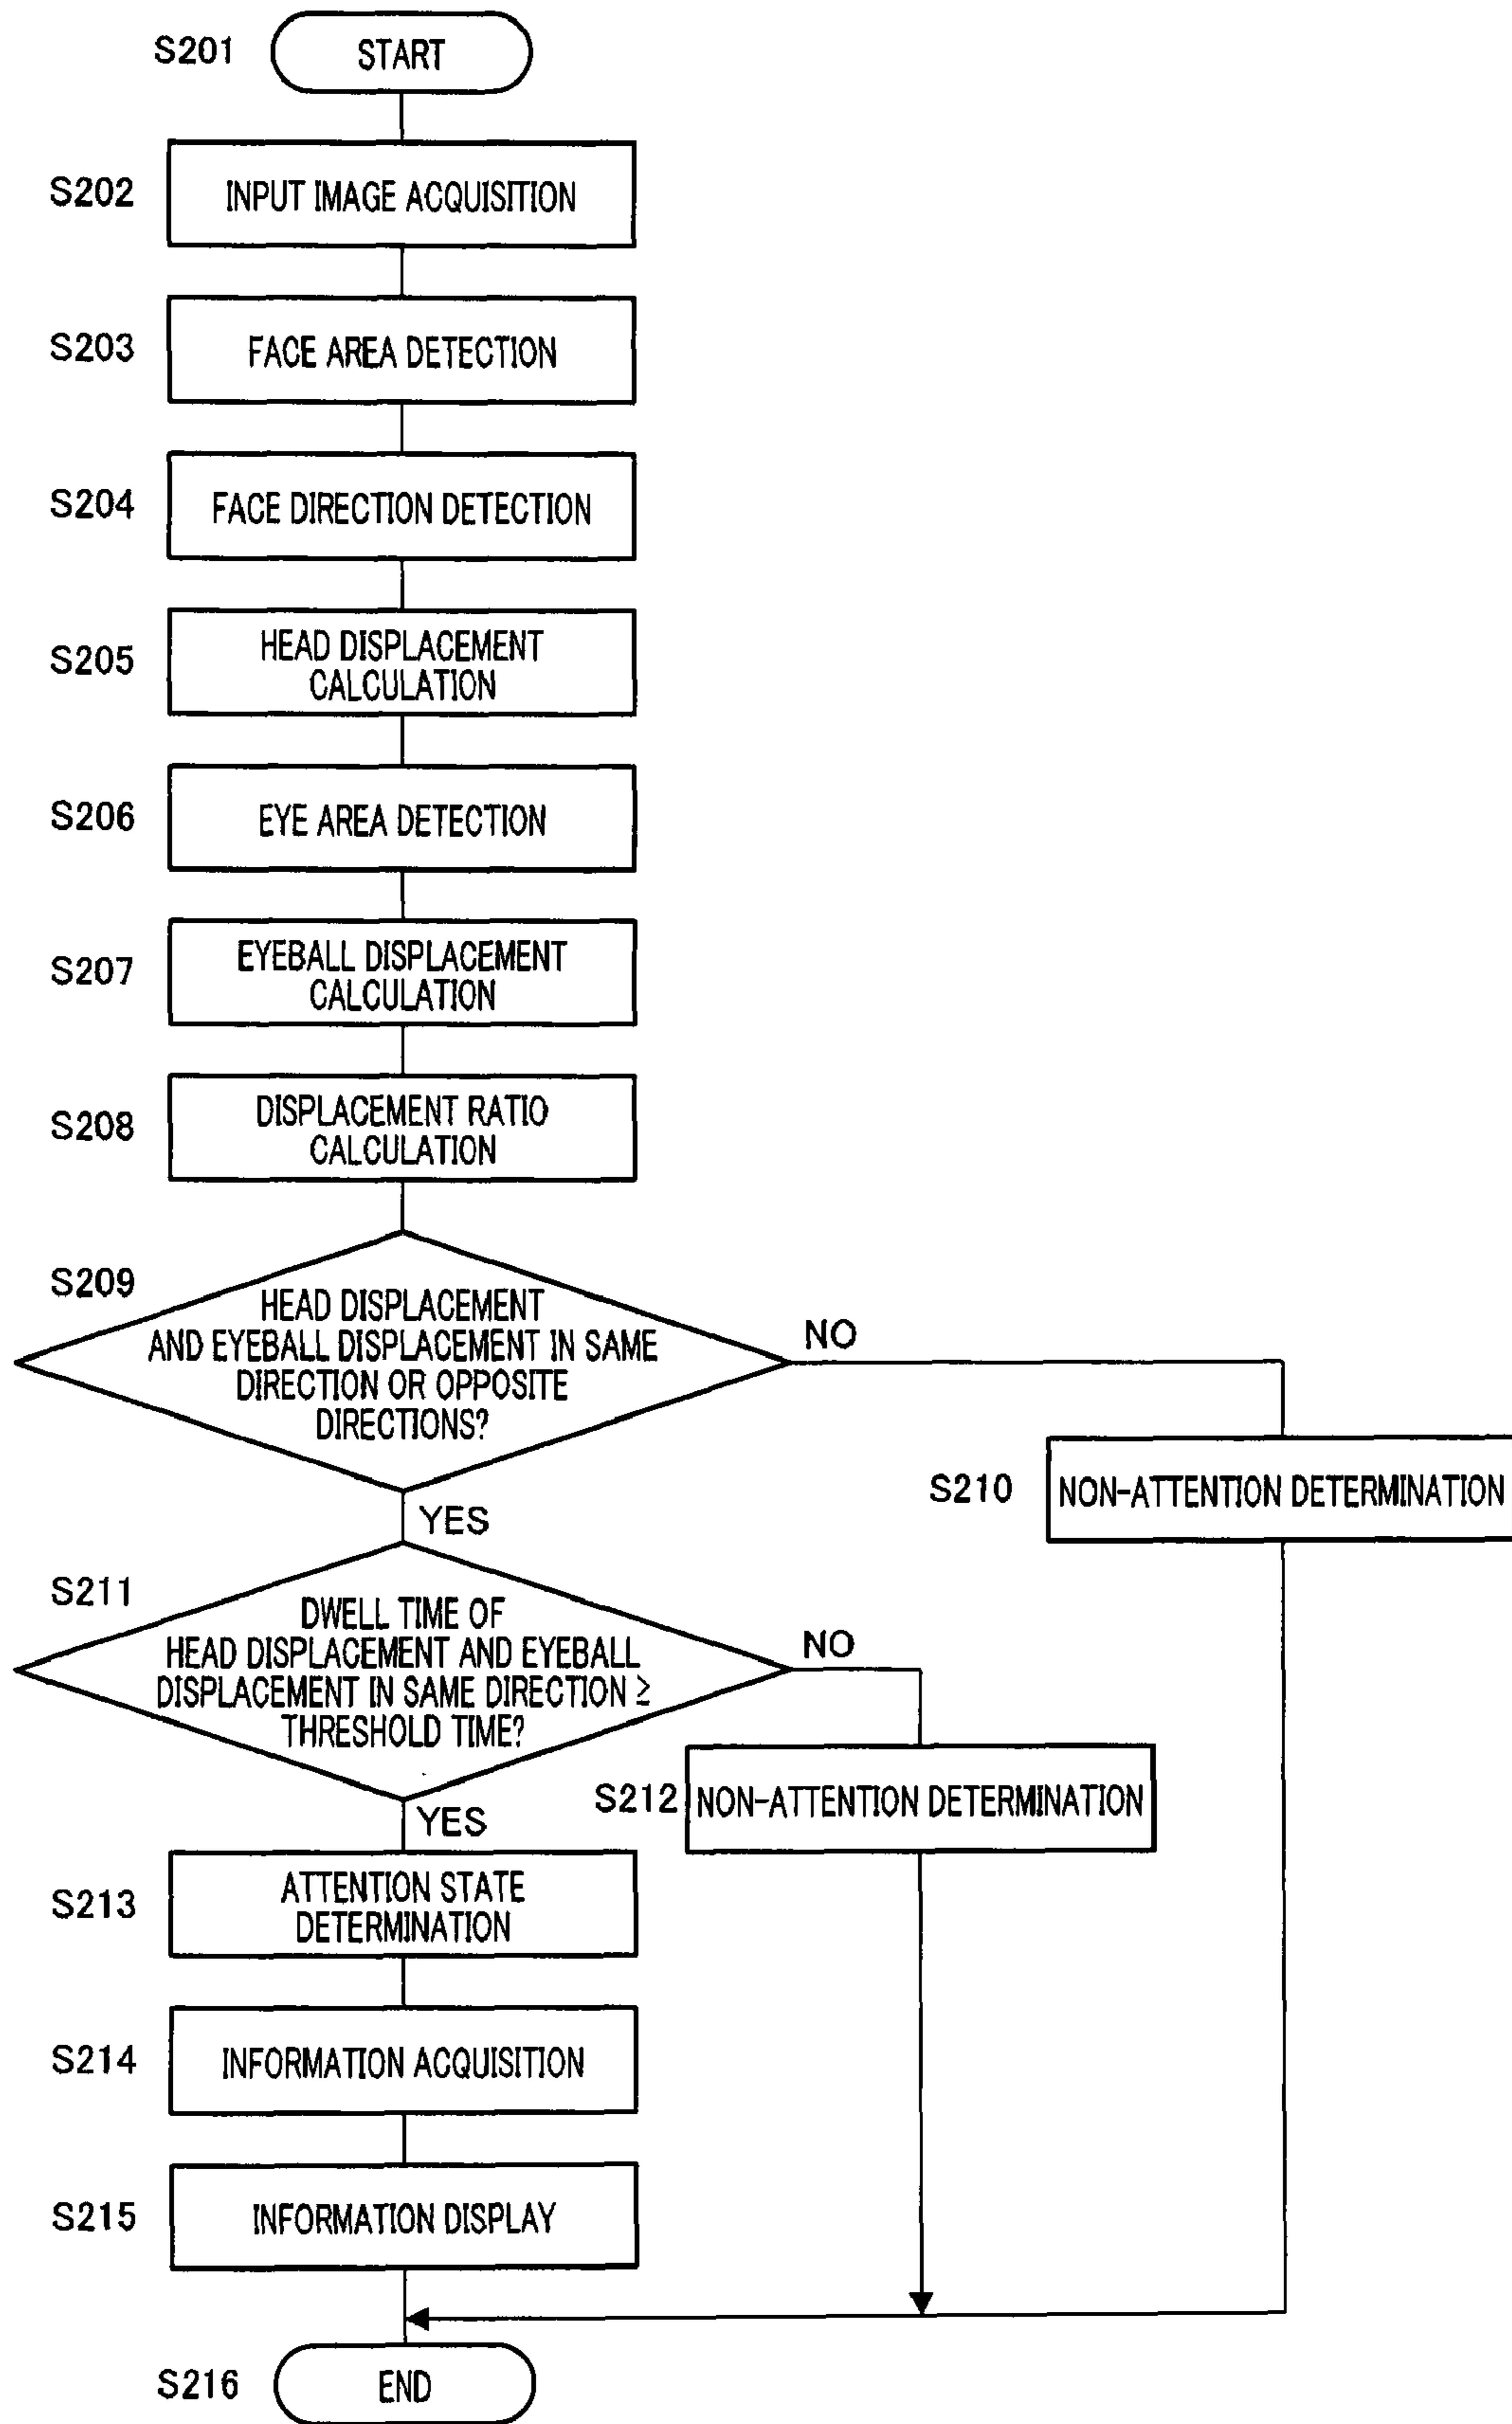 S201
START
S202
INPUT IMAGE ACQUISITION
S203
FACE AREA DETECTION
S204
FACE DIRECTION DETECTION
S205
HEAD DISPLACEMENT
CALCULATION
S206
EYE AREA DETECTION
S207
EYEBALL DISPLACEMENT
CALCULATION
S208
DISPLACEMENT RATIO
CALCULATION
S209
HEAD DISPLACEMENT
AND EYEBALL DISPLACEMENT IN SAME
DIRECTION OR OPPOSITE
DIRECTIONS?
NO
S210
NON-ATTENTION DETERMINATION
YES
S211
DWELL TIME OF
HEAD DISPLACEMENT AND EYEBALL
DISPLACEMENT IN SAME DIRECTION ≥
THRESHOLD TIME?
NO
S212
NON-ATTENTION DETERMINATION
YES
S213
ATTENTION STATE
DETERMINATION
S214
INFORMATION ACQUISITION
S215
INFORMATION DISPLAY
S216
END